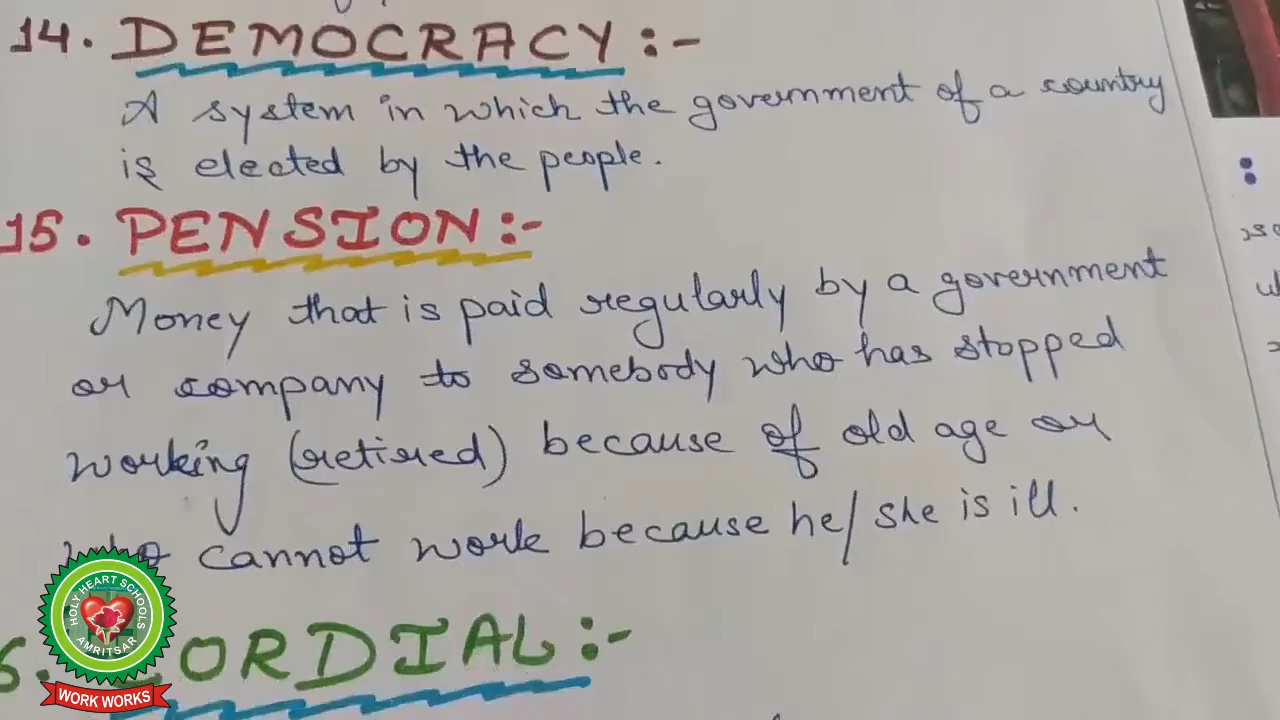 14. DEMOCRACY:-
A system in which the government of a country
is elected by the people.
15. PENSION:-
Money that is paid regularly by a government
or company to somebody who has stopped
working (retired) because of old age or
who cannot work because he/she is ill.
ORDIAL:-
HOLY HEART SCHOOLS
AMRITSAR
WORK WORKS